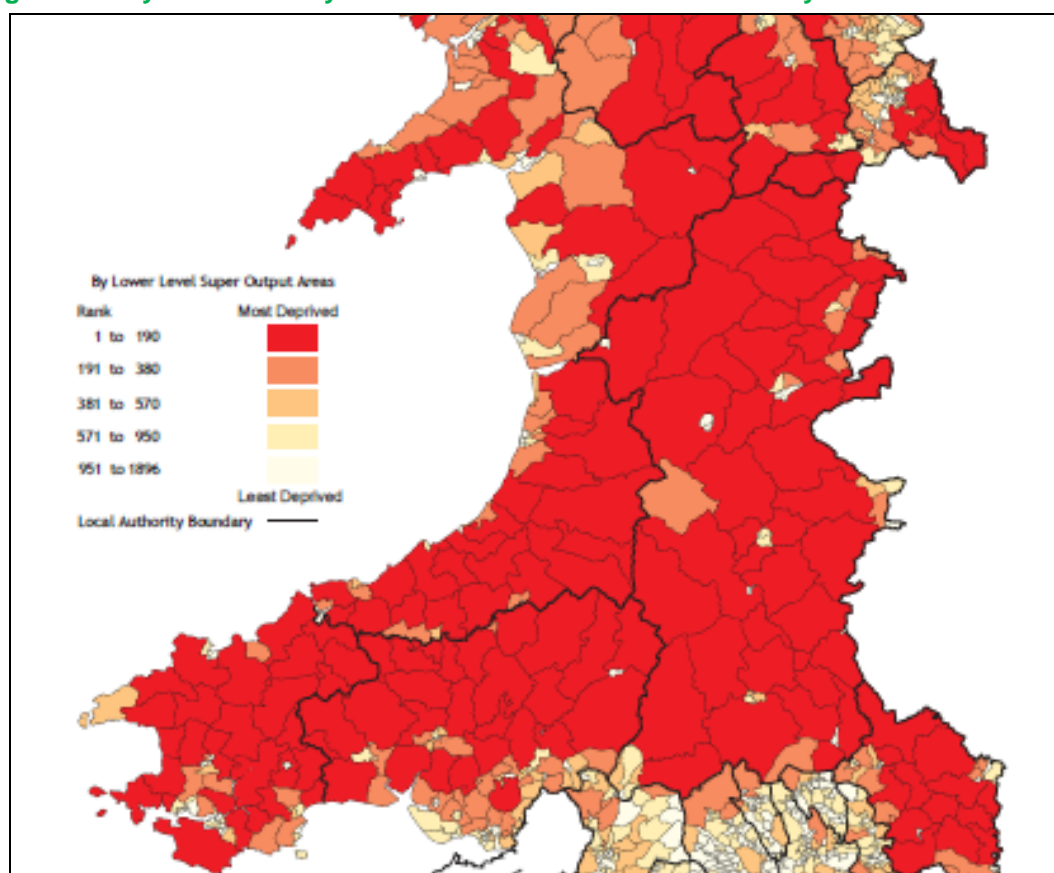 By Lower Level Super Output Areas
Rank Most Deprived
1 to 190
191 to 380
381 to 570
571 to 950
951 to 1896
Least Deprived
Local Authority Boundary